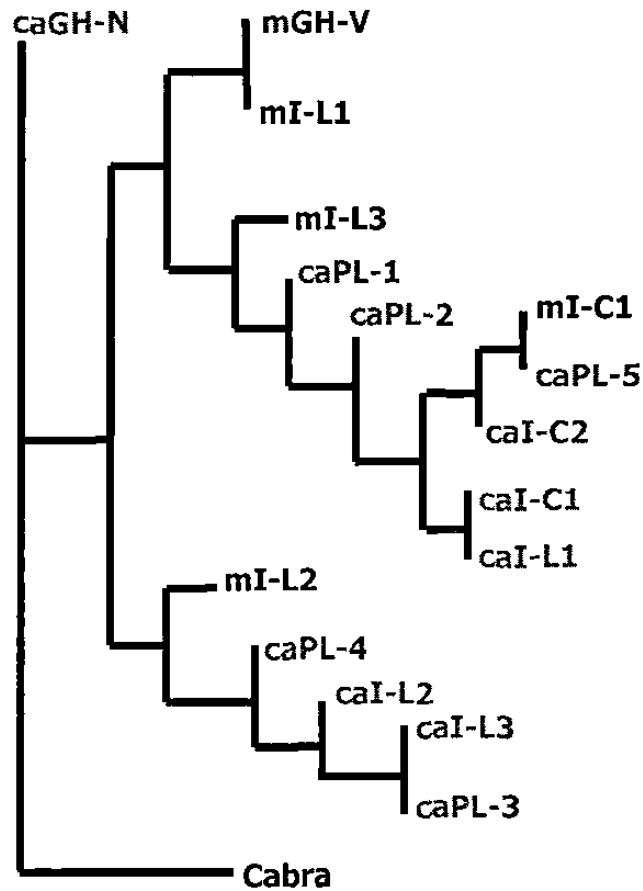 caGH-N
mGH-V
mI-L1
mI-L3
caPL-1
mI-C1
caPL-2
caPL-5
caI-C2
caI-C1
caI-L1
mI-L2
caPL-4
caI-L2
caI-L3
caPL-3
Cabra